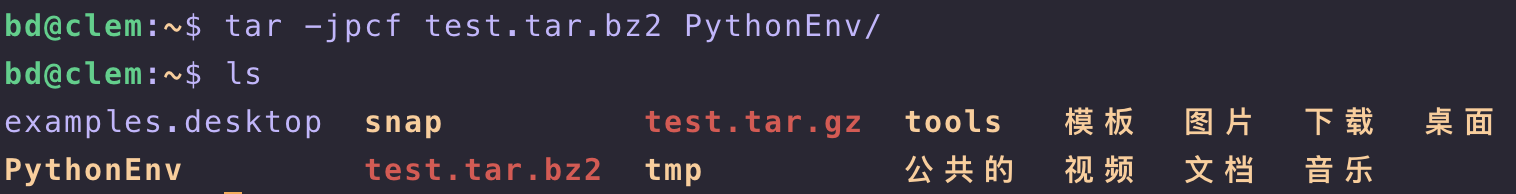 bd@clem:~$ tar -jpcf test.tar.bz2 PythonEnv/
bd@clem:~$ ls
examples.desktop  snap          test.tar.gz  tools   模板  图片  下载  桌面
PythonEnv         test.tar.bz2  tmp          公共的  视频  文档  音乐